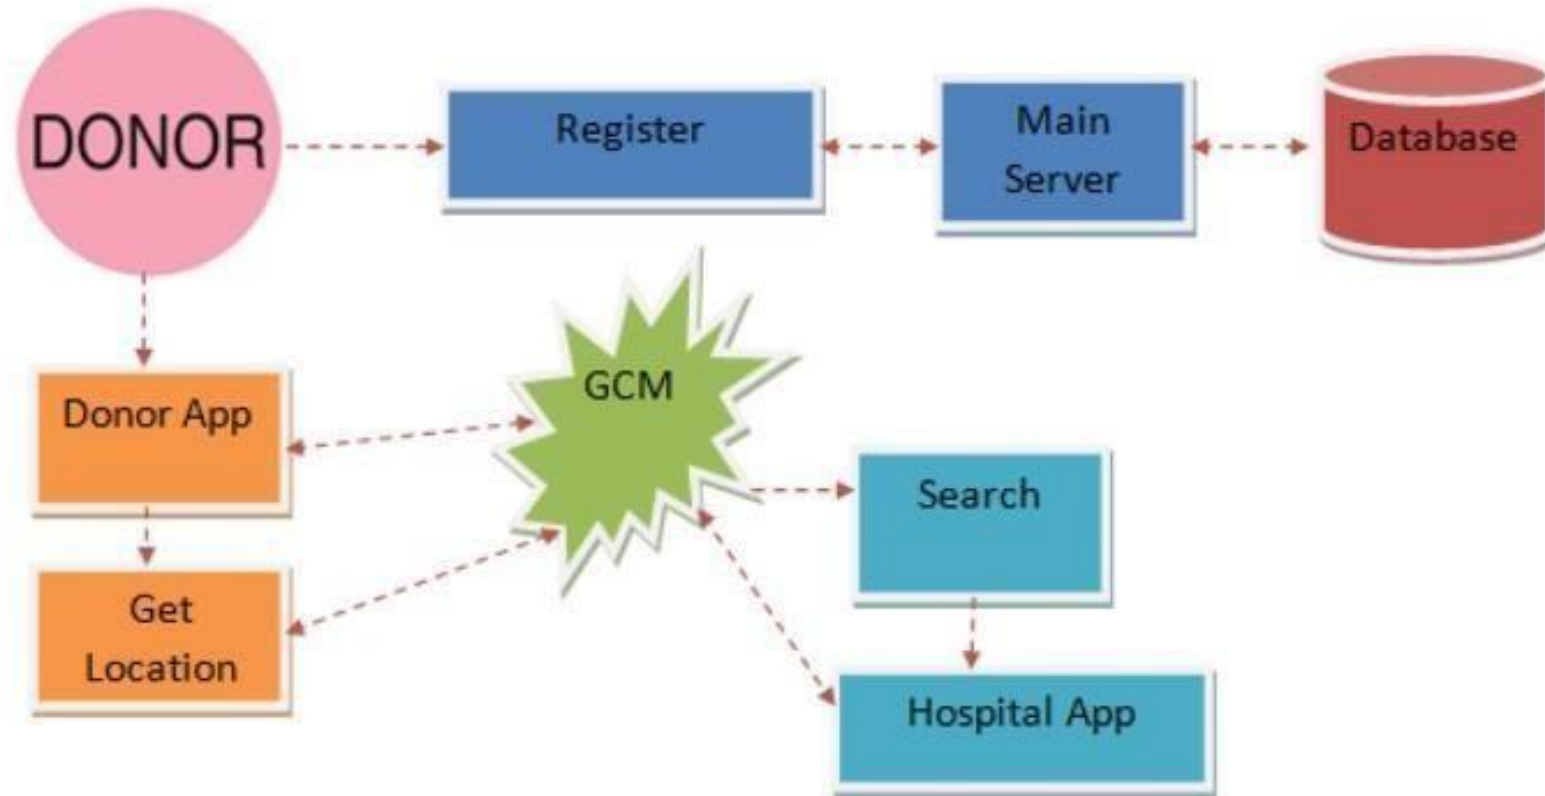 DONOR
Register
Main
Server
Database
GCM
Donor App
Search
Get
Location
Hospital App